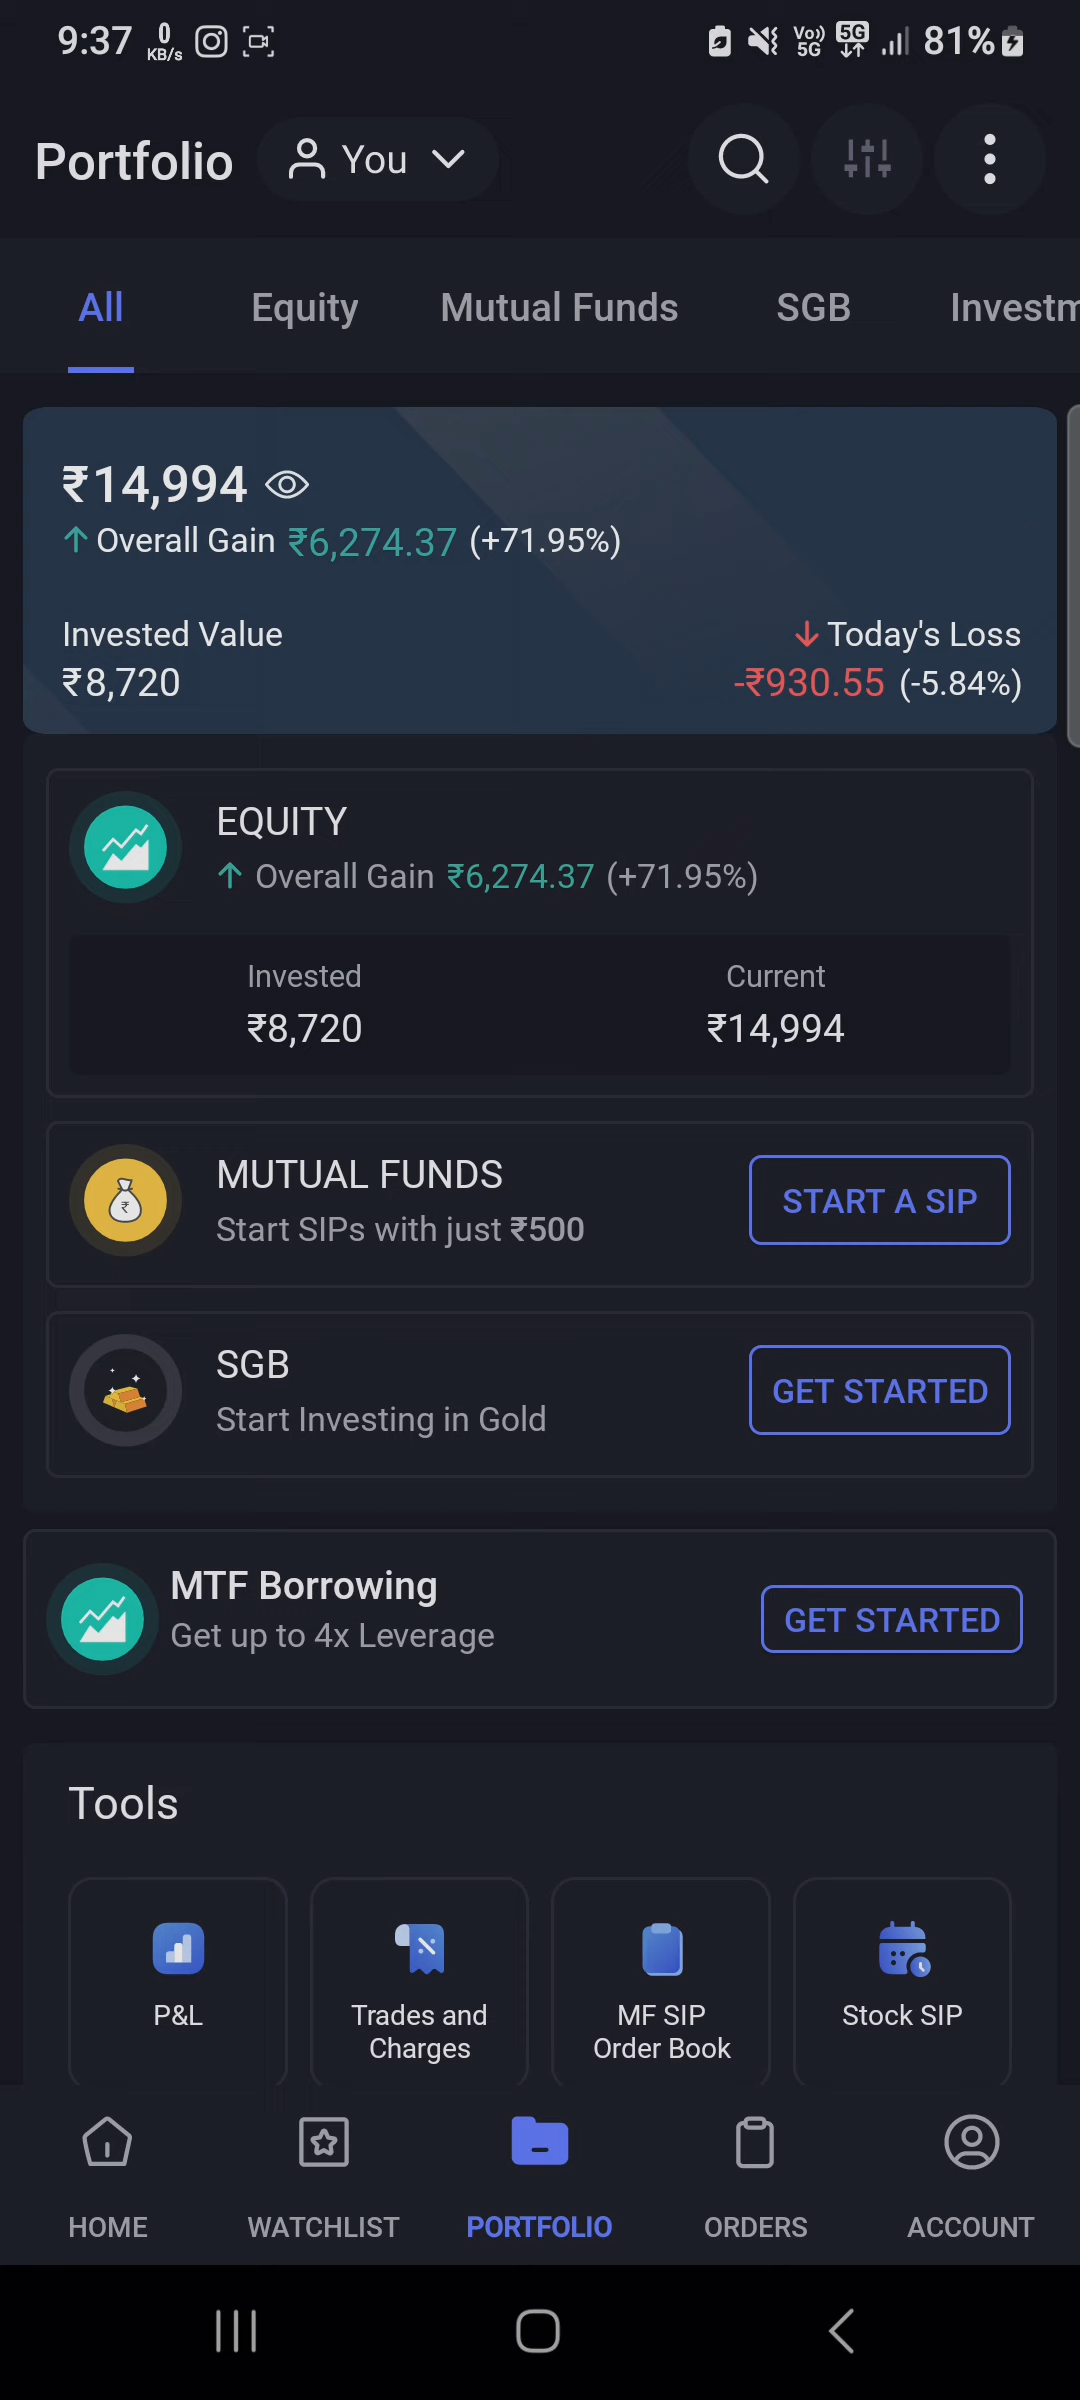 9:37 0 KB/s Vo)) 5G 5G 81%
Portfolio You
All Equity Mutual Funds SGB Investm
₹14,994
Overall Gain ₹6,274.37 (+71.95%)
Invested Value Today's Loss
₹8,720 -₹930.55 (-5.84%)
EQUITY
Overall Gain ₹6,274.37 (+71.95%)
Invested Current
₹8,720 ₹14,994
MUTUAL FUNDS
Start SIPs with just ₹500
START A SIP
SGB
Start Investing in Gold
GET STARTED
MTF Borrowing
Get up to 4x Leverage
GET STARTED
Tools
P&L Trades and MF SIP Stock SIP
Charges Order Book
HOME WATCHLIST PORTFOLIO ORDERS ACCOUNT